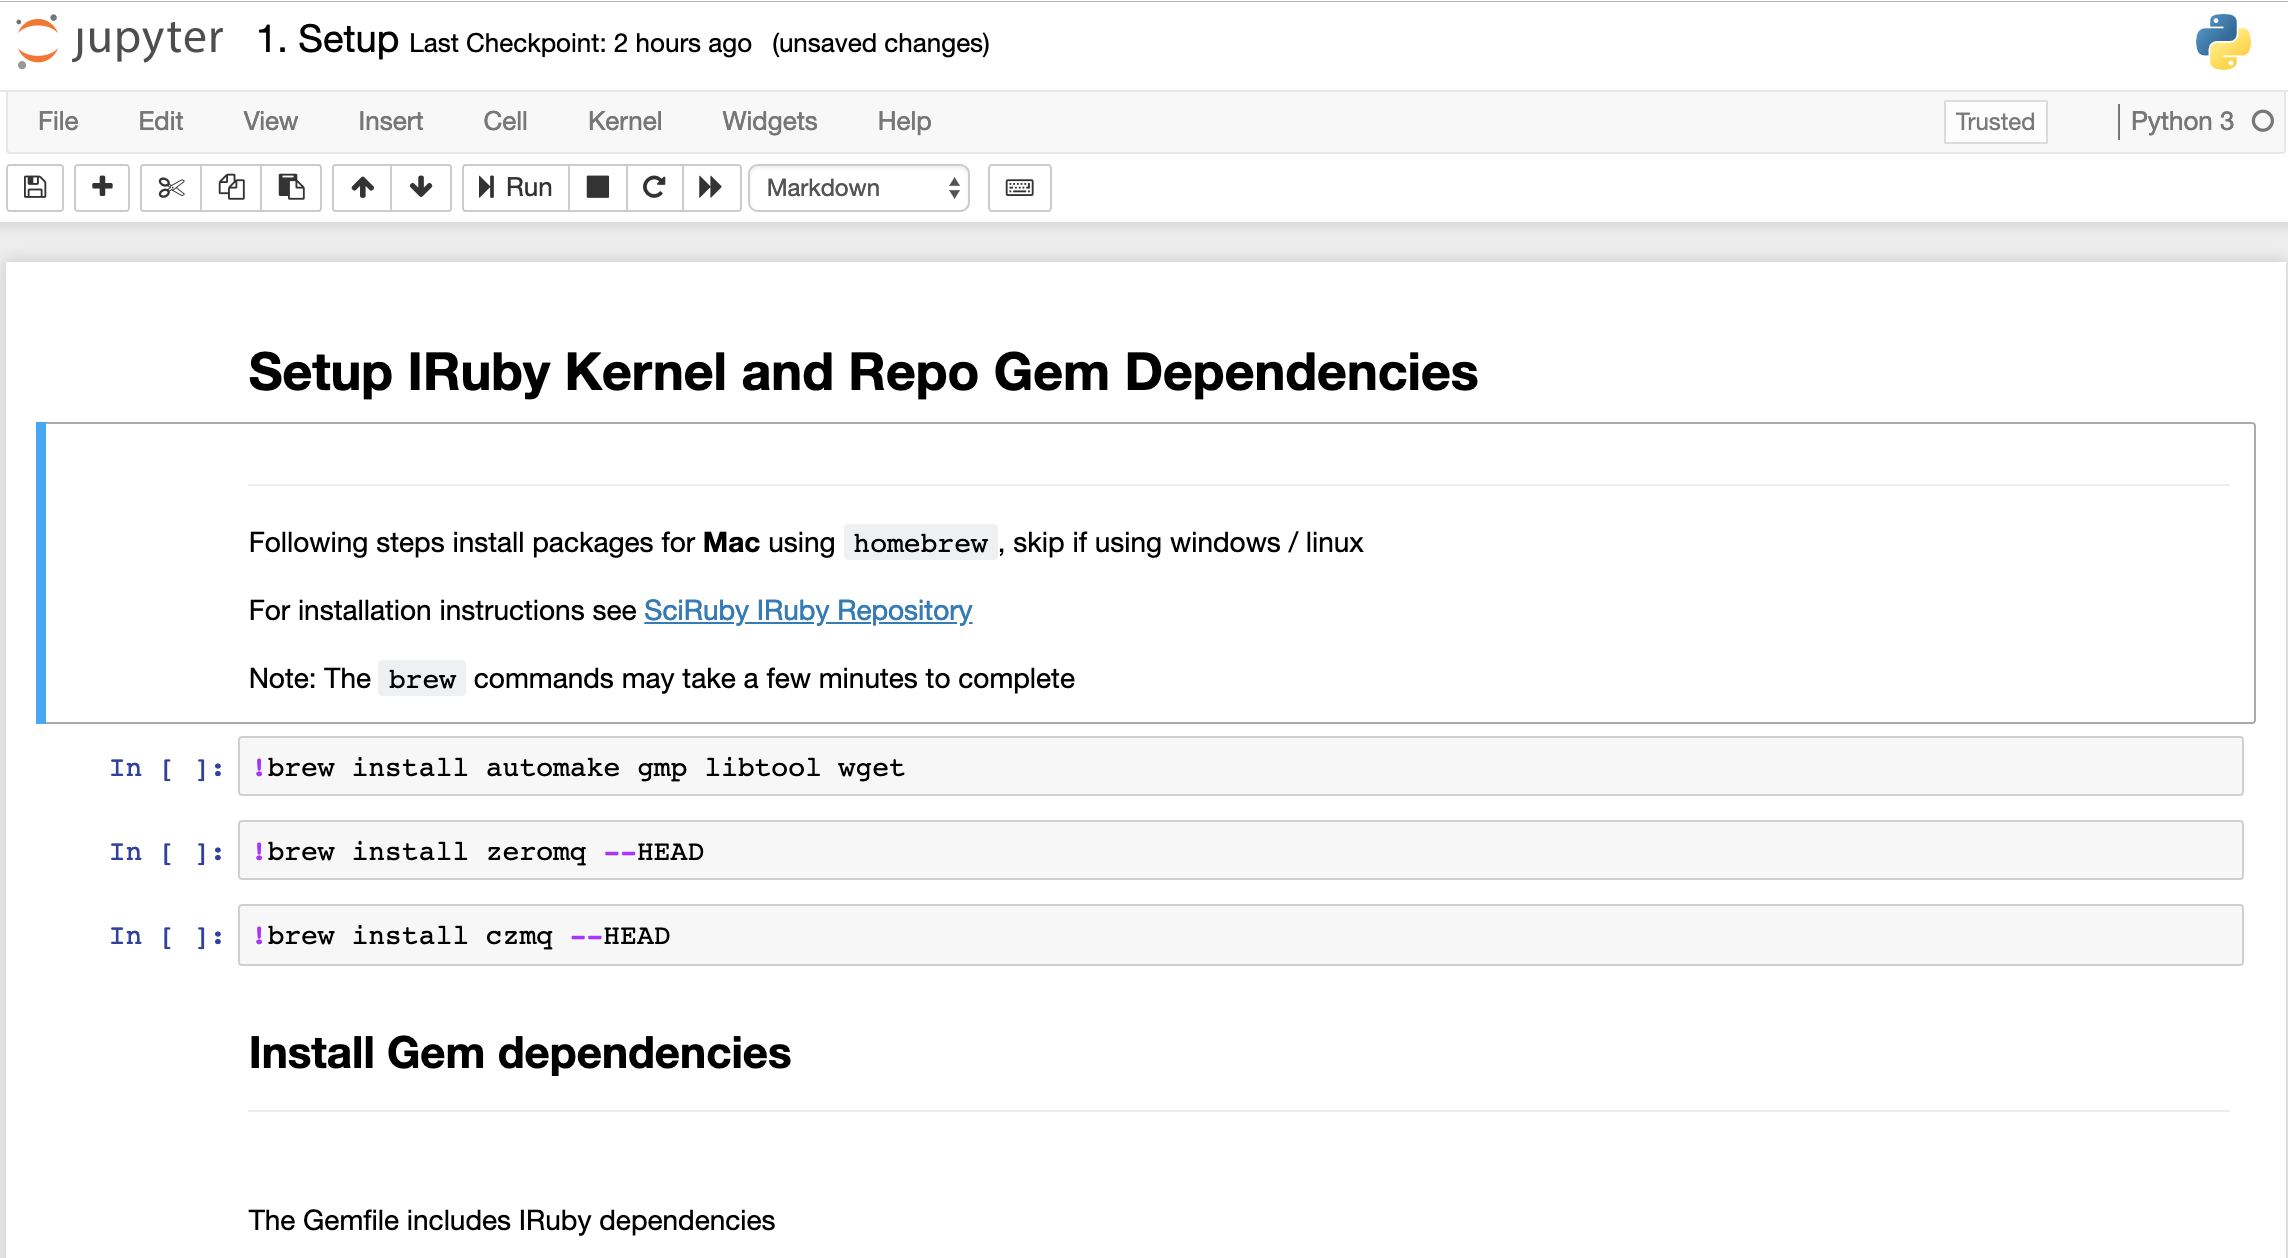 jupyter 1. Setup Last Checkpoint: 2 hours ago (unsaved changes)
File Edit View Insert Cell Kernel Widgets Help Trusted Python 3
Run Markdown
Setup IRuby Kernel and Repo Gem Dependencies
Following steps install packages for Mac using homebrew, skip if using windows / linux
For installation instructions see SciRuby IRuby Repository
Note: The brew commands may take a few minutes to complete
In [ ]: !brew install automake gmp libtool wget
In [ ]: !brew install zeromq --HEAD
In [ ]: !brew install czmq --HEAD
Install Gem dependencies
The Gemfile includes IRuby dependencies